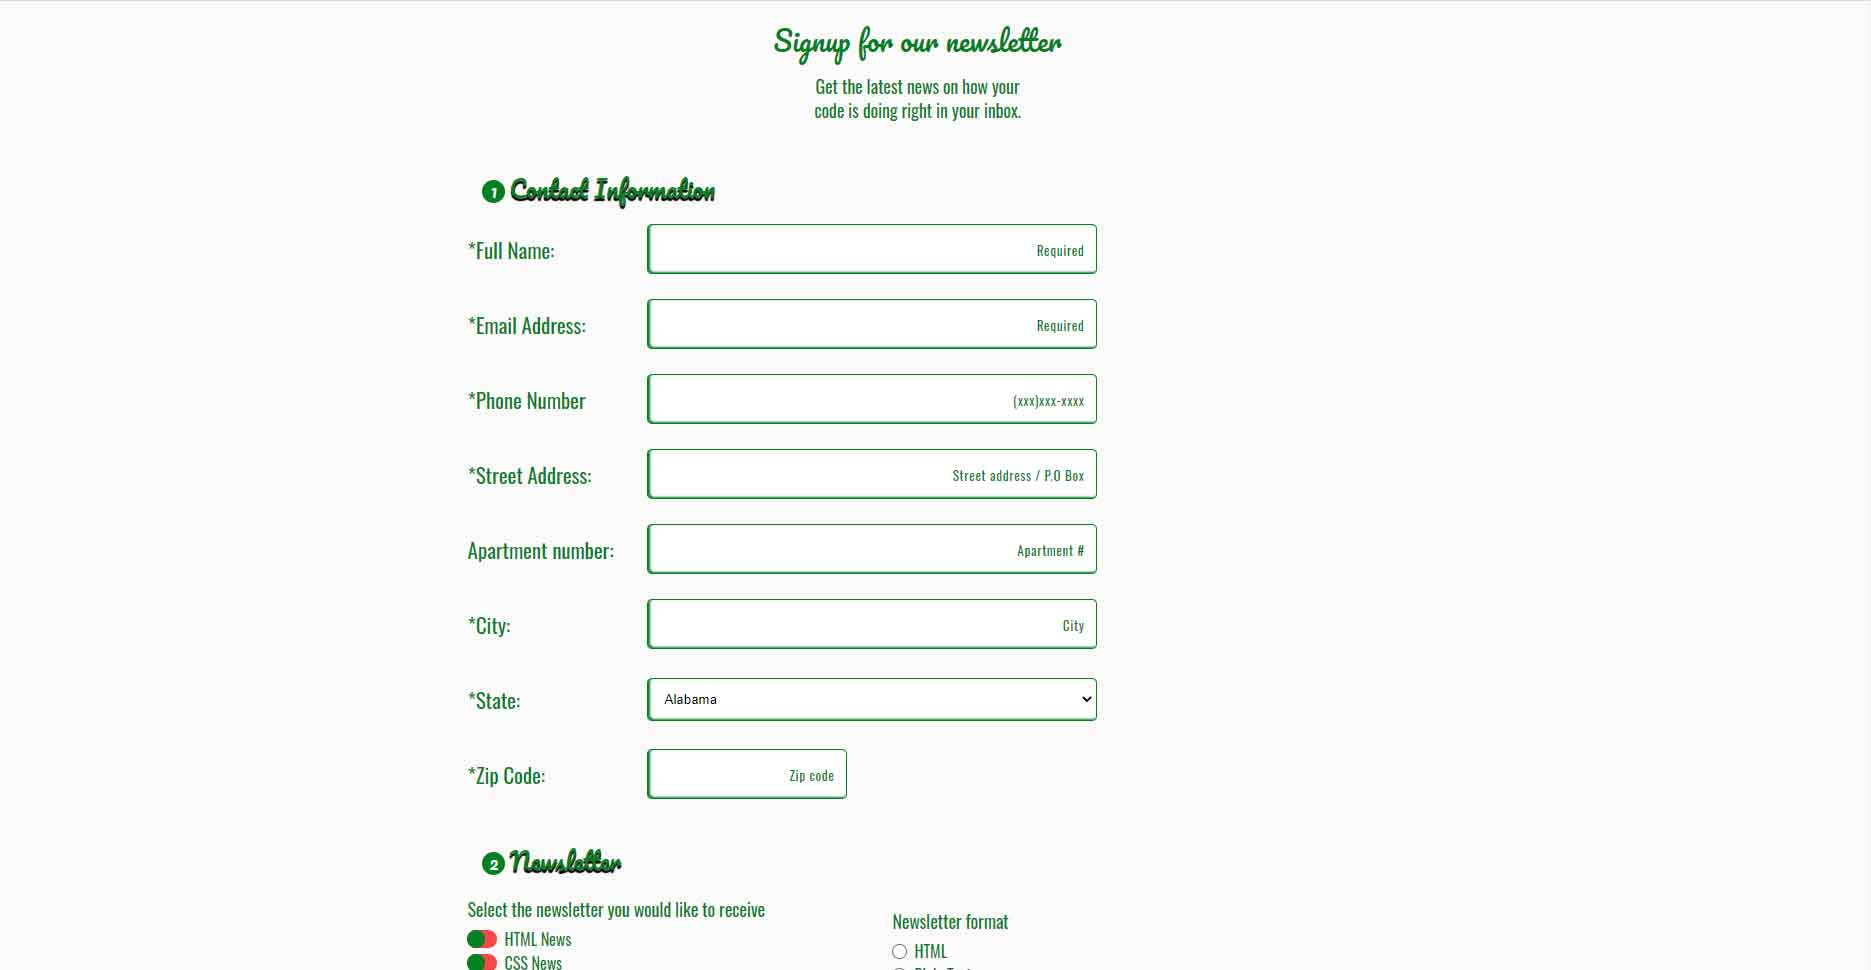 Signup for our newsletter
Get the latest news on how your
code is doing right in your inbox.
1 Contact Information
*Full Name: Required
*Email Address: Required
*Phone Number (xxx)xxx-xxxx
*Street Address: Street address / P.O Box
Apartment number: Apartment #
*City: City
*State: Alabama
*Zip Code: Zip code
2 Newsletter
Select the newsletter you would like to receive
HTML News
CSS News
Newsletter format
HTML